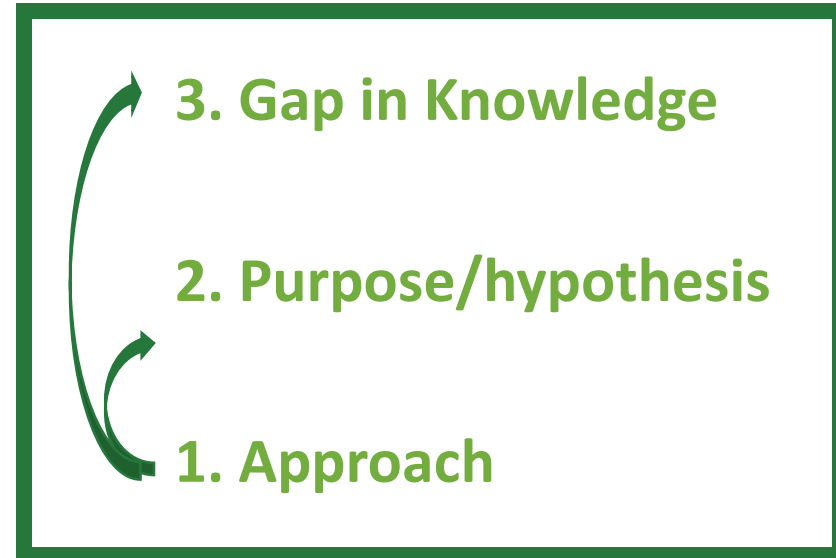 3. Gap in Knowledge
2. Purpose/hypothesis
1. Approach